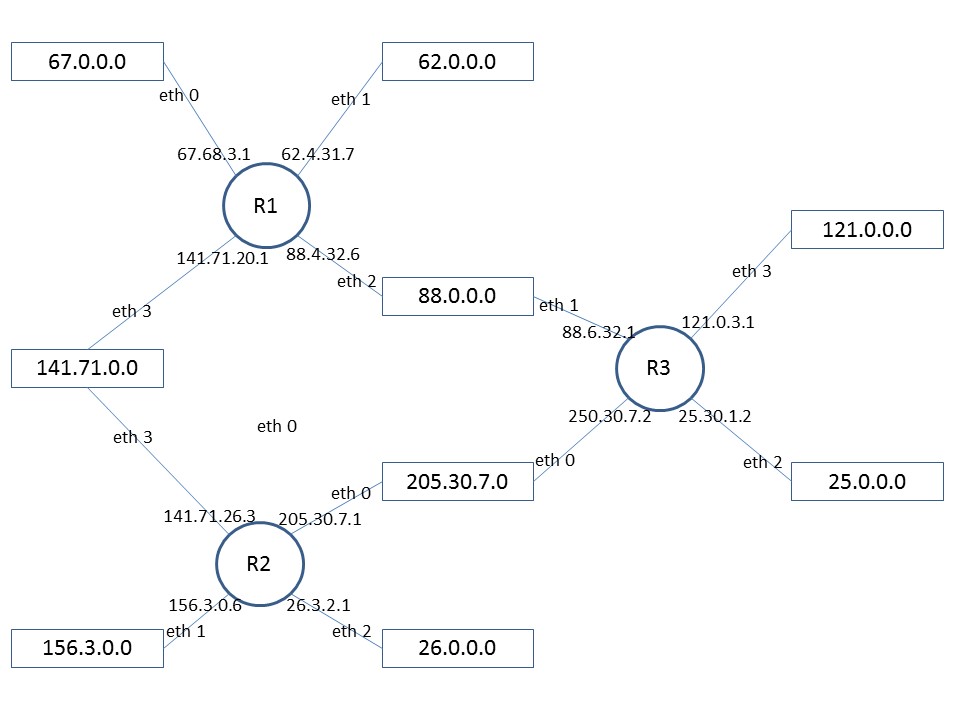 67.0.0.0
62.0.0.0
eth 0
eth 1
67.68.3.1
62.4.31.7
R1
141.71.20.1
88.4.32.6
eth 2
eth 3
88.0.0.0
eth 1
88.6.32.1
121.0.0.0
eth 3
121.0.3.1
R3
141.71.0.0
250.30.7.2
25.30.1.2
eth 0
eth 3
eth 0
eth 2
205.30.7.0
25.0.0.0
eth 0
141.71.26.3
205.30.7.1
R2
156.3.0.6
26.3.2.1
eth 1
eth 2
156.3.0.0
26.0.0.0